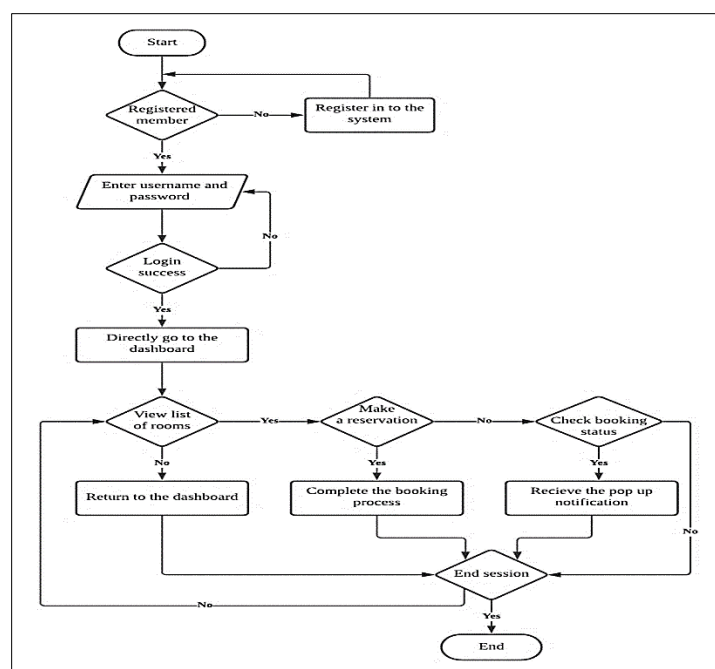 Start
Registered
member
No
Register in to the
system
Yes
Enter username and
password
No
Login
success
Yes
Directly go to the
dashboard
View list
of rooms
Yes
Make
a reservation
No
Check booking
status
No
Yes
Yes
Return to the dashboard
Complete the booking
process
Recieve the pop up
notification
No
End session
No
Yes
End